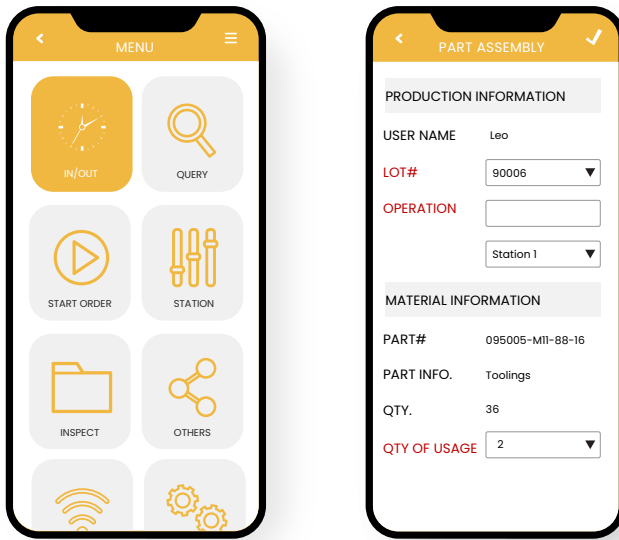 MENU
IN/OUT
QUERY
START ORDER
STATION
INSPECT
OTHERS
PART ASSEMBLY
PRODUCTION INFORMATION
USER NAME Leo
LOT# 90006
OPERATION
Station 1
MATERIAL INFORMATION
PART# 095005-M11-88-16
PART INFO. Toolings
QTY. 36
QTY OF USAGE 2